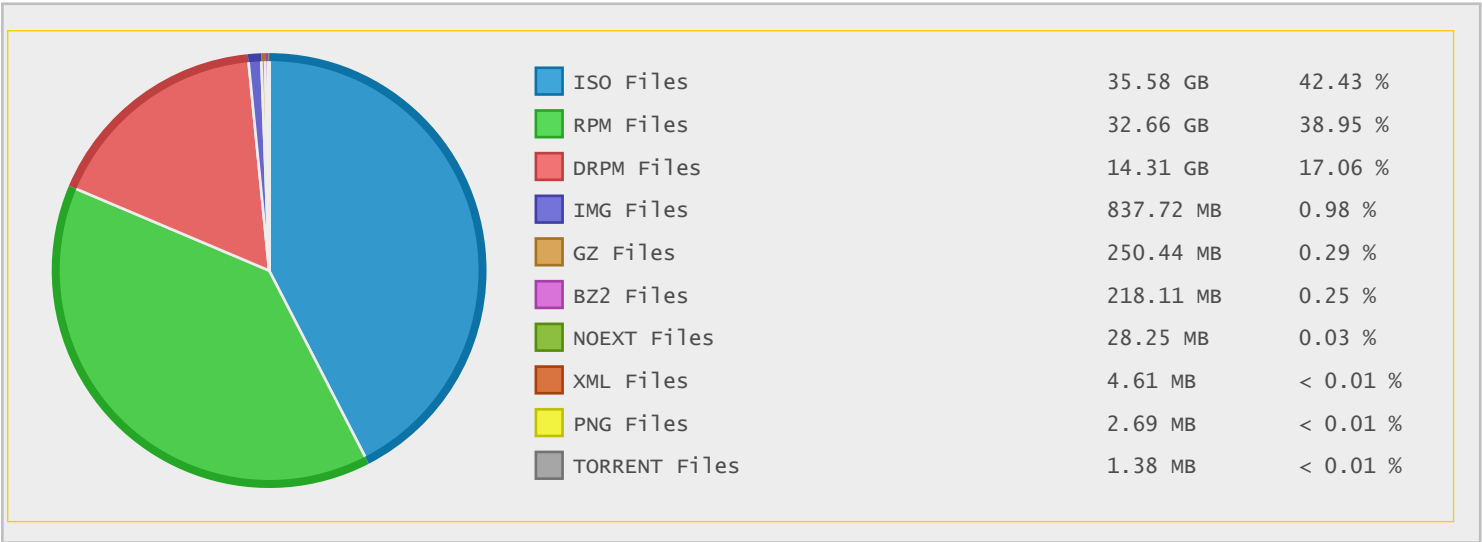 ISO Files 35.58 GB 42.43 %
RPM Files 32.66 GB 38.95 %
DRPM Files 14.31 GB 17.06 %
IMG Files 837.72 MB 0.98 %
GZ Files 250.44 MB 0.29 %
BZ2 Files 218.11 MB 0.25 %
NOEXT Files 28.25 MB 0.03 %
XML Files 4.61 MB < 0.01 %
PNG Files 2.69 MB < 0.01 %
TORRENT Files 1.38 MB < 0.01 %